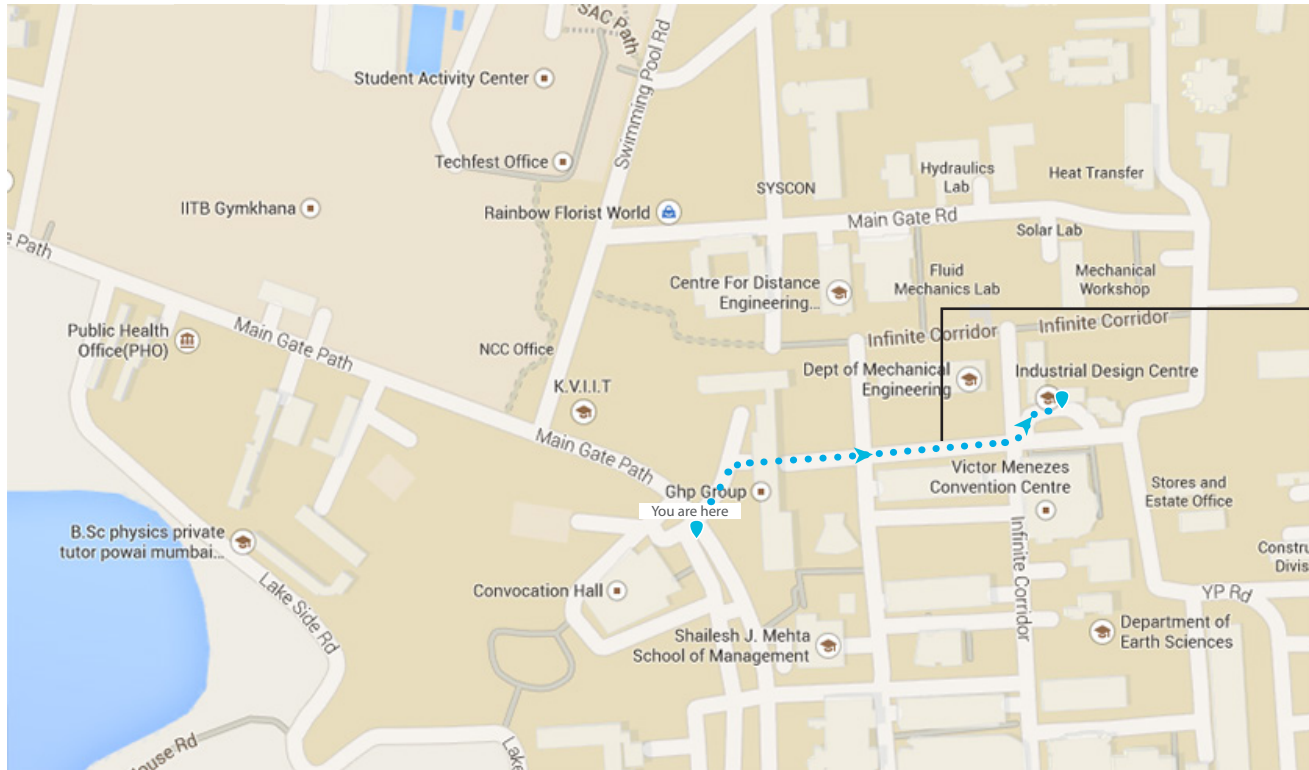 SAC Path
Swimming Pool Rd
Student Activity Center
Techfest Office
IITB Gymkhana
Rainbow Florist World
SYSCON
Hydraulics
Lab
Heat Transfer
Main Gate Rd
Solar Lab
e Path
Centre For Distance
Engineering...
Fluid
Mechanics Lab
Mechanical
Workshop
Public Health
Office(PHO)
Main Gate Path
NCC Office
Infinite Corridor
Infinite Corridor
K.V.I.I.T
Dept of Mechanical
Engineering
Industrial Design Centre
Main Gate Path
Ghp Group
You are here
Victor Menezes
Convention Centre
Stores and
Estate Office
B.Sc physics private
tutor powai mumbai...
Infinite Corridor
Constru
Divis
Lake Side Rd
Convocation Hall
YP Rd
Shailesh J. Mehta
School of Management
Department of
Earth Sciences
ouse Rd
Lake